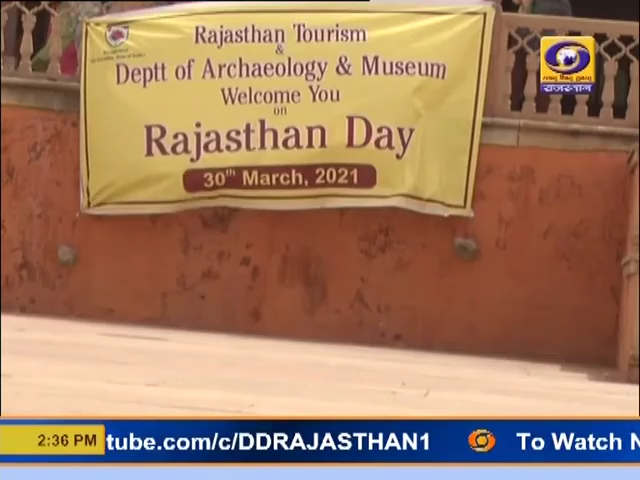 Rajasthan Tourism
&
Deptt of Archaeology & Museum
Welcome You
on
Rajasthan Day
30th March, 2021
राजस्थान
2:36 PM tube.com/c/DDRAJASTHAN1 To Watch N